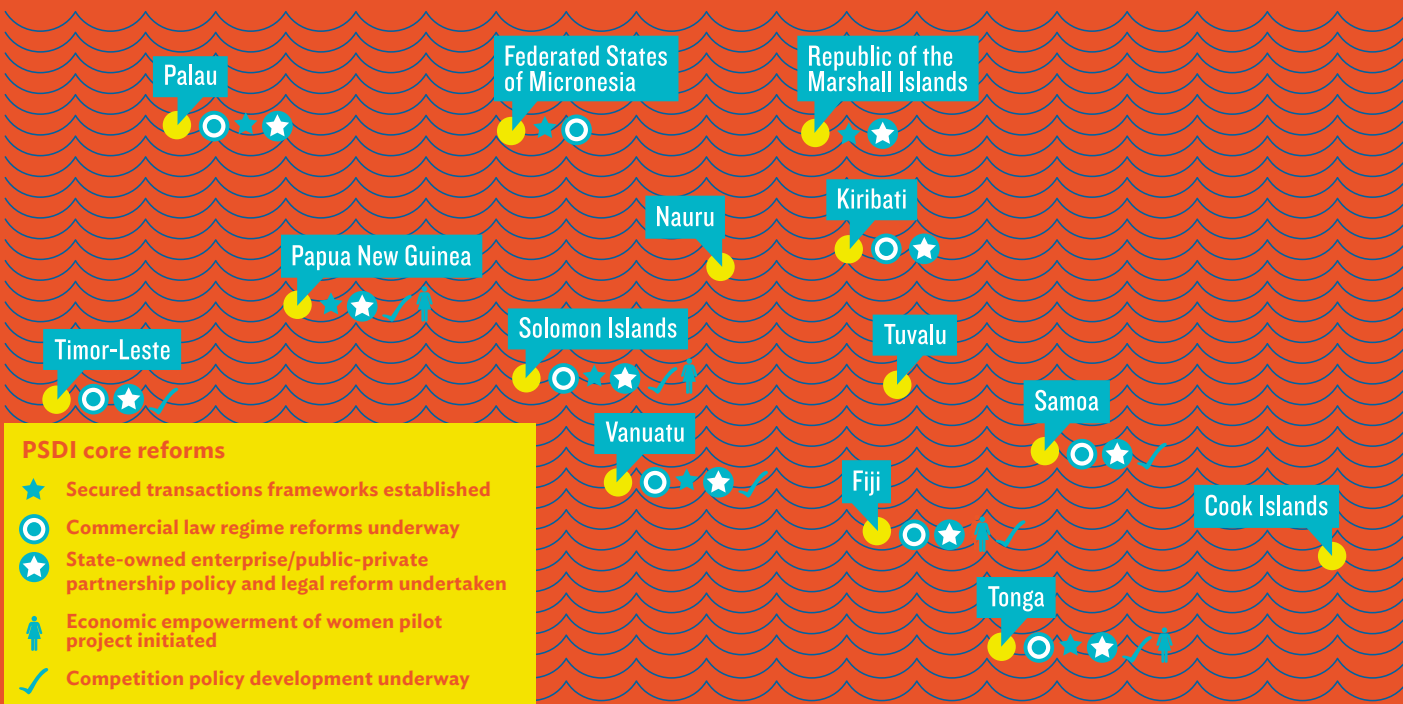 Palau
Federated States
of Micronesia
Republic of the
Marshall Islands
Nauru
Kiribati
Papua New Guinea
Solomon Islands
Tuvalu
Timor-Leste
Samoa
Vanuatu
Fiji
Cook Islands
Tonga
PSDI core reforms
Secured transactions frameworks established
Commercial law regime reforms underway
State-owned enterprise/public-private
partnership policy and legal reform undertaken
Economic empowerment of women pilot
project initiated
Competition policy development underway